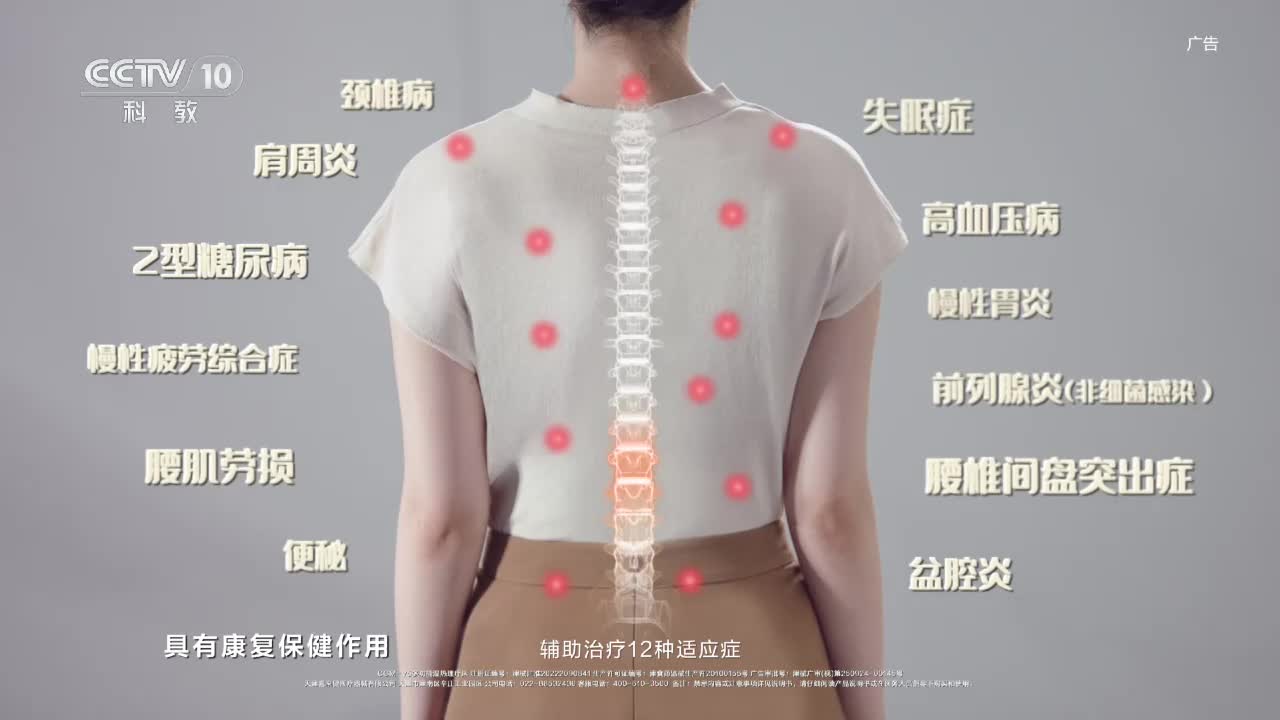 CCTV 10
科教
广告
颈椎病
失眠症
肩周炎
高血压病
2型糖尿病
慢性胃炎
慢性疲劳综合症
前列腺炎(非细菌感染)
腰肌劳损
腰椎间盘突出症
便秘
盆腔炎
具有康复保健作用
辅助治疗12种适应症